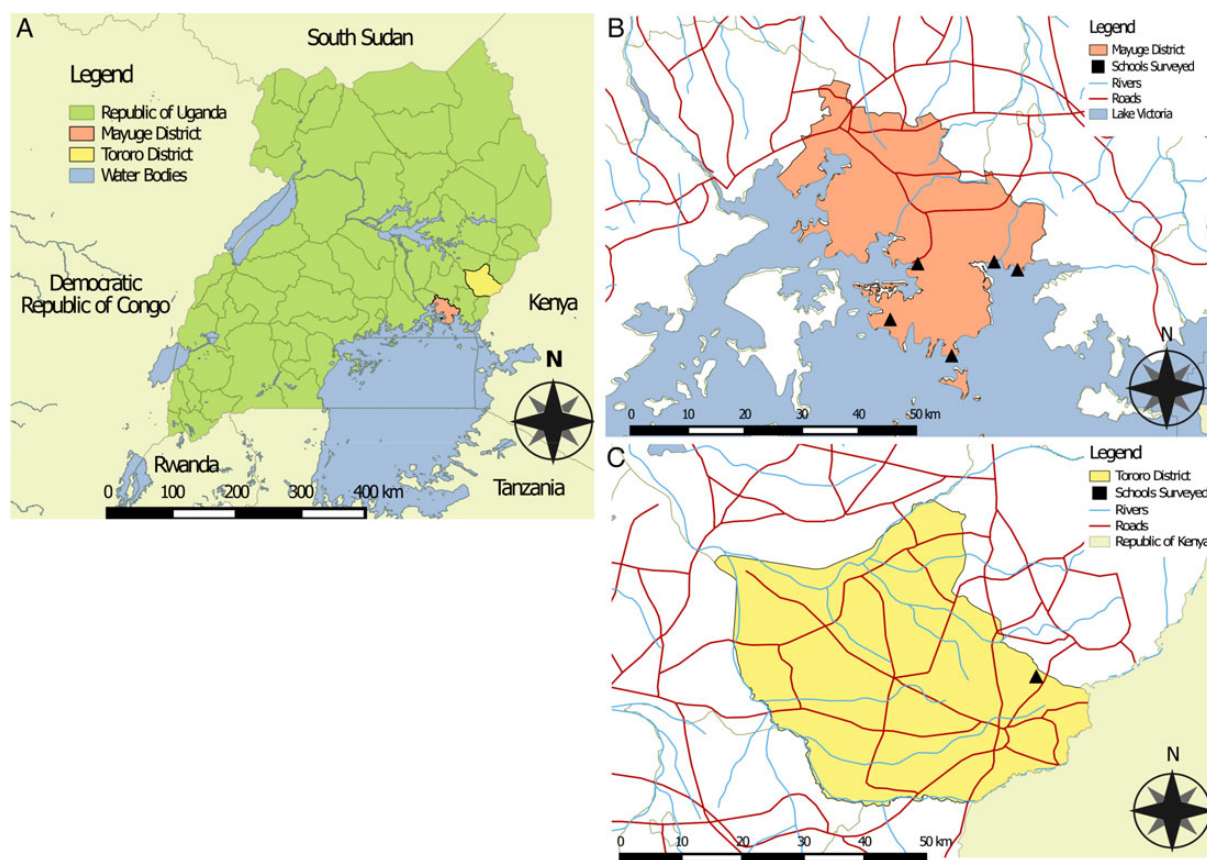 A
South Sudan
Legend
Republic of Uganda
Mayuge District
Tororo District
Water Bodies
Democratic
Republic of Congo
Kenya
N
Rwanda
Tanzania
0 100 200 300 400 km
B
Legend
Mayuge District
Schools Surveyed
Rivers
Roads
Lake Victoria
N
0 10 20 30 40 50 km
C
Legend
Tororo District
Schools Surveyed
Rivers
Roads
Republic of Kenya
N
0 10 20 30 40 50 km